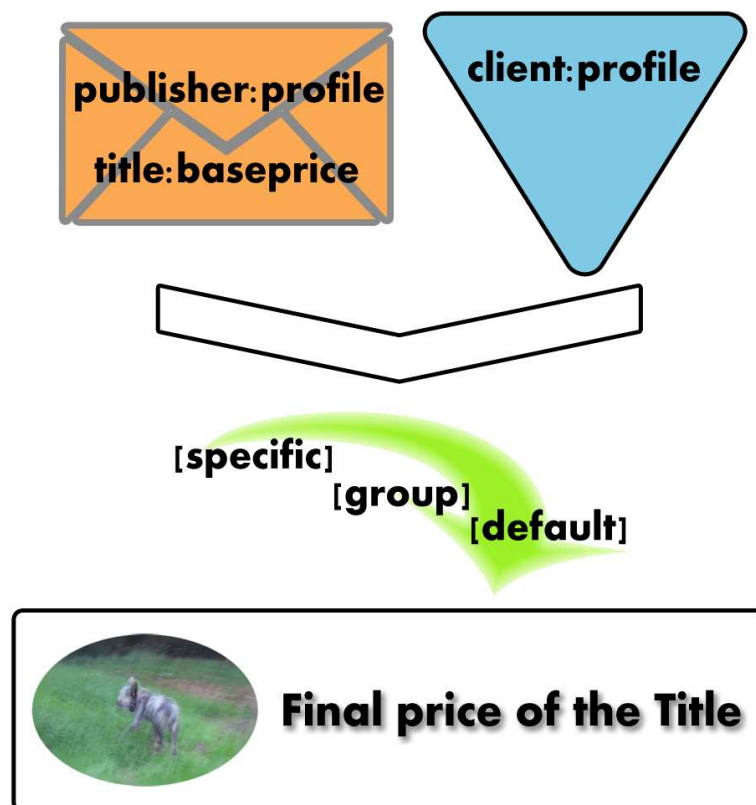 publisher:profile
title:baseprice
client:profile
[specific]
[group]
[default]
Final price of the Title